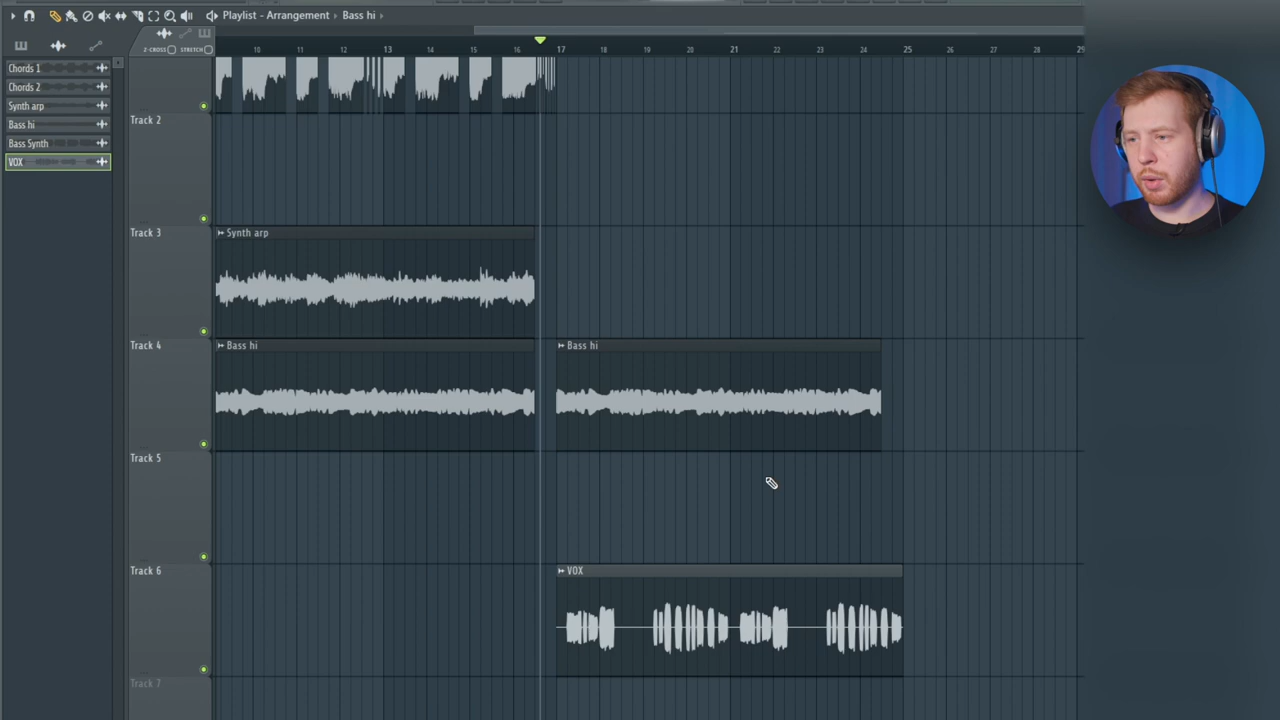 Playlist - Arrangement › Bass hi ›
Z-CROSS STRETCH
10 11 12 13 14 15 16 17 18 19 20 21 22 23 24 25 26 27 28 29
Chords 1
Chords 2
Synth arp
Bass hi
Bass Synth
VOX
Track 2
Track 3
Synth arp
Track 4
Bass hi
Bass hi
Track 5
Track 6
VOX
Track 7